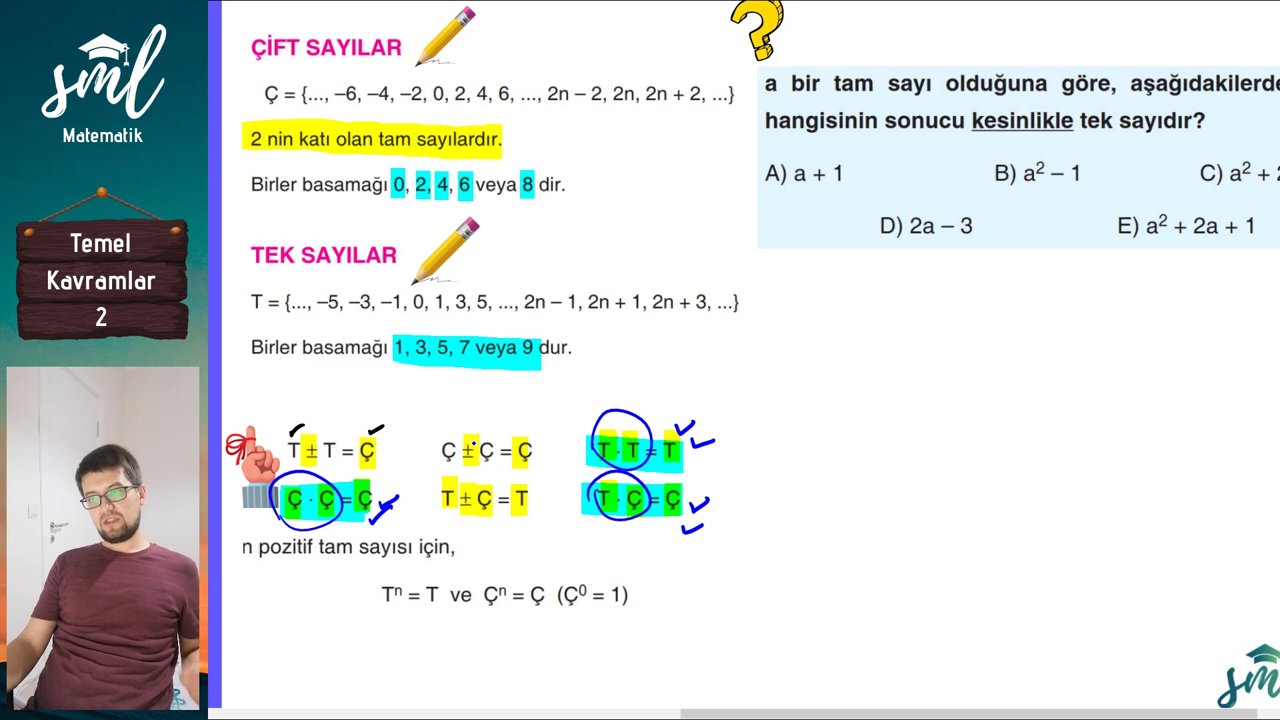 sml
Matematik
Temel
Kavramlar
2
ÇİFT SAYILAR
Ç = {..., –6, –4, –2, 0, 2, 4, 6, ..., 2n – 2, 2n, 2n + 2, ...}
2 nin katı olan tam sayılardır.
Birler basamağı 0, 2, 4, 6 veya 8 dir.
TEK SAYILAR
T = {..., –5, –3, –1, 0, 1, 3, 5, ..., 2n – 1, 2n + 1, 2n + 3, ...}
Birler basamağı 1, 3, 5, 7 veya 9 dur.
T ± T = Ç Ç ± Ç = Ç T · T = T
Ç · Ç = Ç T ± Ç = T T · Ç = Ç
n pozitif tam sayısı için,
Tⁿ = T ve Çⁿ = Ç (Ç⁰ = 1)
?
a bir tam sayı olduğuna göre, aşağıdakilerde
hangisinin sonucu kesinlikle tek sayıdır?
A) a + 1 B) a² – 1 C) a² + 2
D) 2a – 3 E) a² + 2a + 1
sm